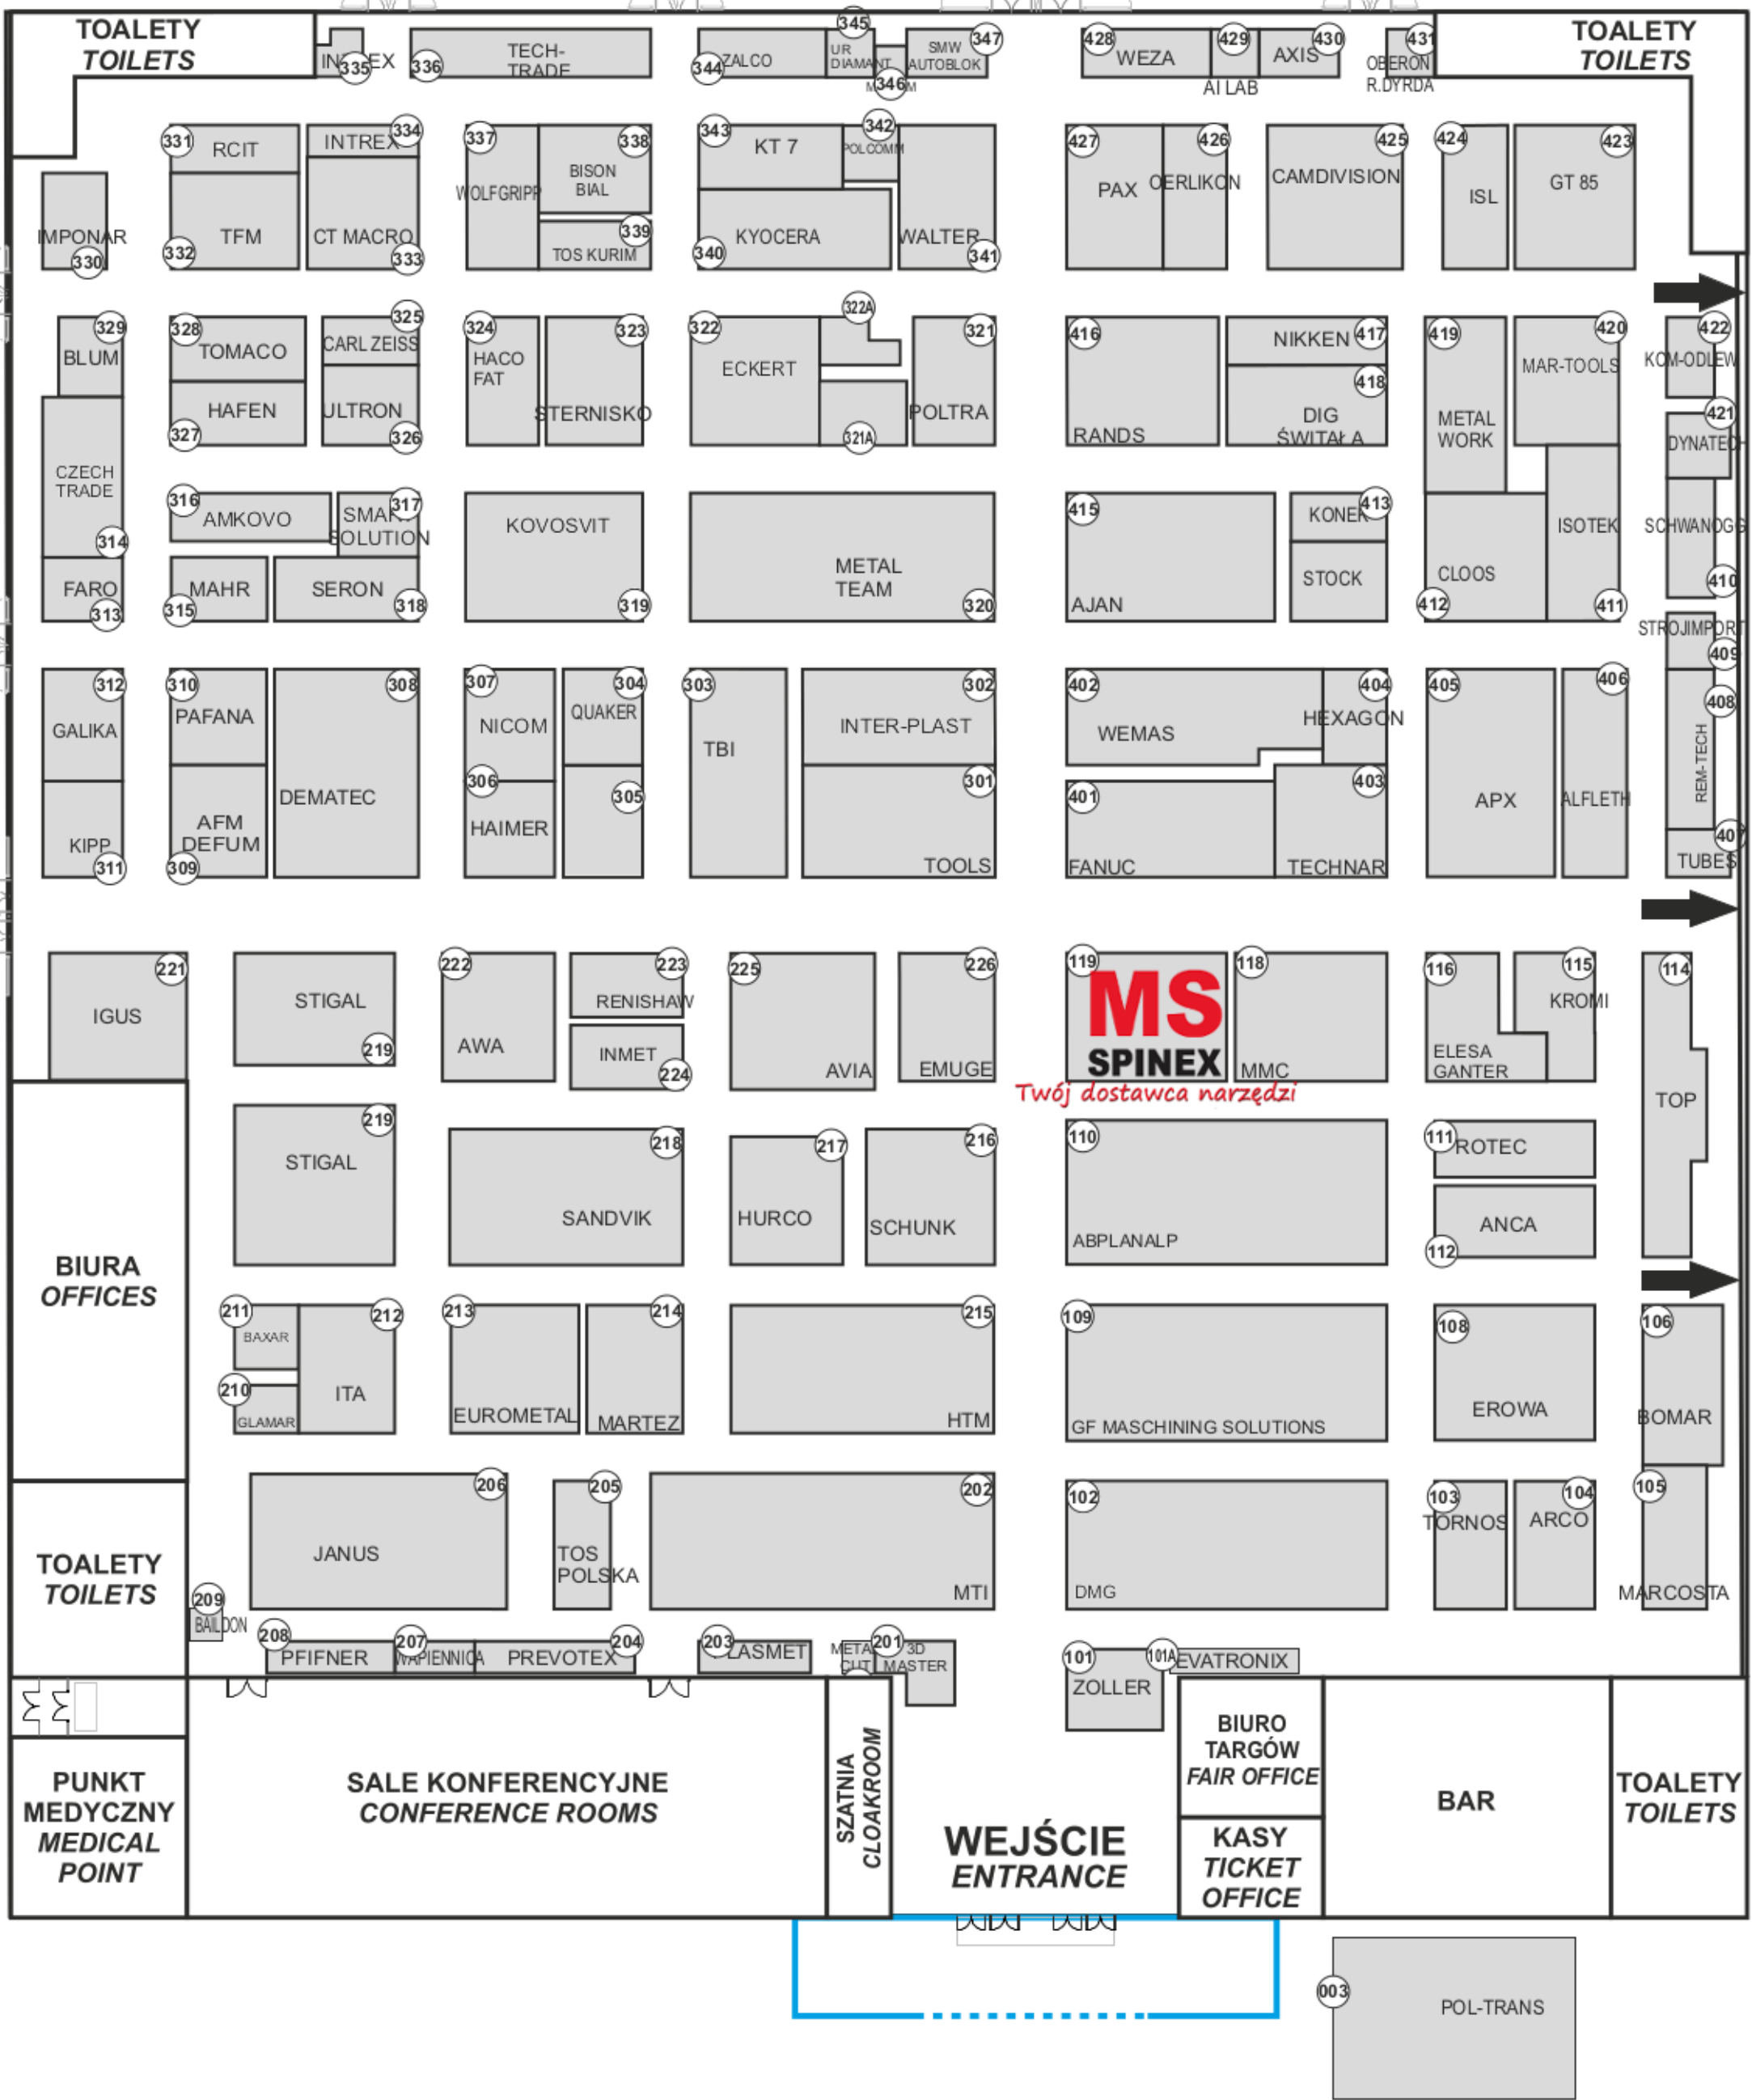 TOALETY
TOILETS
335
336
TECH-
TRADE
344
ZALCO
345
UR
DIAMANT
346
347
SMW
AUTOBLOK
428
WEZA
429
AI LAB
430
AXIS
431
OBERON
R.DYRDA
TOALETY
TOILETS
331
RCIT
334
INTREX
337
WOLFGRIPP
338
BISON
BIAL
343
KT 7
342
POLCOMM
427
PAX
426
OERLIKON
425
CAMDIVISION
424
ISL
423
GT 85
IMPONAR
330
332
TFM
CT MACRO
333
339
TOS KURIM
340
KYOCERA
WALTER
341
329
BLUM
328
TOMACO
325
CARL ZEISS
324
HACO
FAT
323
STERNISKO
322
ECKERT
322A
321
POLTRA
321A
416
RANDS
NIKKEN
417
418
DIG
ŚWITAŁA
419
METAL
WORK
420
MAR-TOOLS
422
KOM-ODLEW
421
DYNATECH
327
HAFEN
ULTRON
326
CZECH
TRADE
314
316
AMKOVO
317
SMART
SOLUTION
KOVOSVIT
319
METAL
TEAM
320
415
AJAN
413
KONEK
STOCK
CLOOS
412
ISOTEK
411
SCHWANOGG
410
FARO
313
MAHR
315
SERON
318
STROJIMPORT
409
312
GALIKA
310
PAFANA
308
DEMATEC
307
NICOM
304
QUAKER
303
TBI
302
INTER-PLAST
402
WEMAS
404
HEXAGON
405
APX
406
ALFLETH
408
REM-TECH
KIPP
311
AFM
DEFUM
309
306
HAIMER
305
301
TOOLS
401
FANUC
403
TECHNAR
407
TUBES
221
IGUS
STIGAL
219
222
AWA
223
RENISHAW
INMET
224
225
AVIA
226
EMUGE
119
MS
SPINEX
Twój dostawca narzędzi
118
MMC
116
ELESA
GANTER
115
KROMI
114
TOP
219
STIGAL
218
SANDVIK
217
HURCO
216
SCHUNK
110
ABPLANALP
111
ROTEC
ANCA
112
BIURA
OFFICES
211
BAXAR
210
GLAMAR
212
ITA
213
EUROMETAL
214
MARTEZ
215
HTM
109
GF MASCHINING SOLUTIONS
108
EROWA
106
BOMAR
TOALETY
TOILETS
206
JANUS
205
TOS
POLSKA
202
MTI
102
DMG
103
TORNOS
104
ARCO
105
MARCOSTA
209
BAILDON
208
PFIFNER
207
WAPIENNICA
PREVOTEX
204
203
PLASMET
METAL
CUT
201
3D
MASTER
101
ZOLLER
101A
EVATRONIX
PUNKT
MEDYCZNY
MEDICAL
POINT
SALE KONFERENCYJNE
CONFERENCE ROOMS
SZATNIA
CLOAKROOM
WEJŚCIE
ENTRANCE
BIURO
TARGÓW
FAIR OFFICE
KASY
TICKET
OFFICE
BAR
TOALETY
TOILETS
003
POL-TRANS